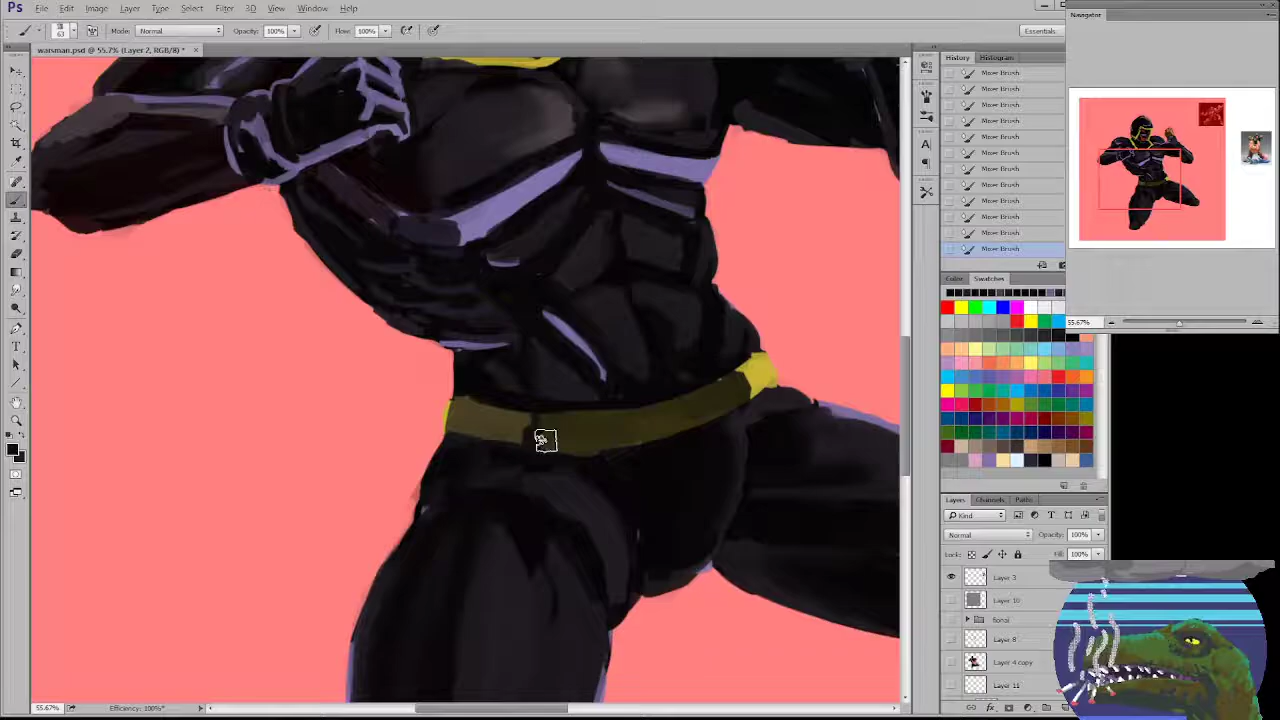 Ps File Edit Image Layer Type Select Filter 3D View Window Help
63 Mode: Normal Opacity: 100% Flow: 100% Essentials
warsman.psd @ 55.7% (Layer 2, RGB/8) *
Navigator
History Histogram
Mixer Brush
Mixer Brush
Mixer Brush
Mixer Brush
Mixer Brush
Mixer Brush
Mixer Brush
Mixer Brush
Mixer Brush
Mixer Brush
Mixer Brush
Mixer Brush
Color Swatches
55.67%
Layers Channels Paths
Kind
Normal Opacity: 100%
Lock: Fill: 100%
Layer 3
Layer 10
Layer 8
Layer 4 copy
Layer 11
55.67% Efficiency: 100%*